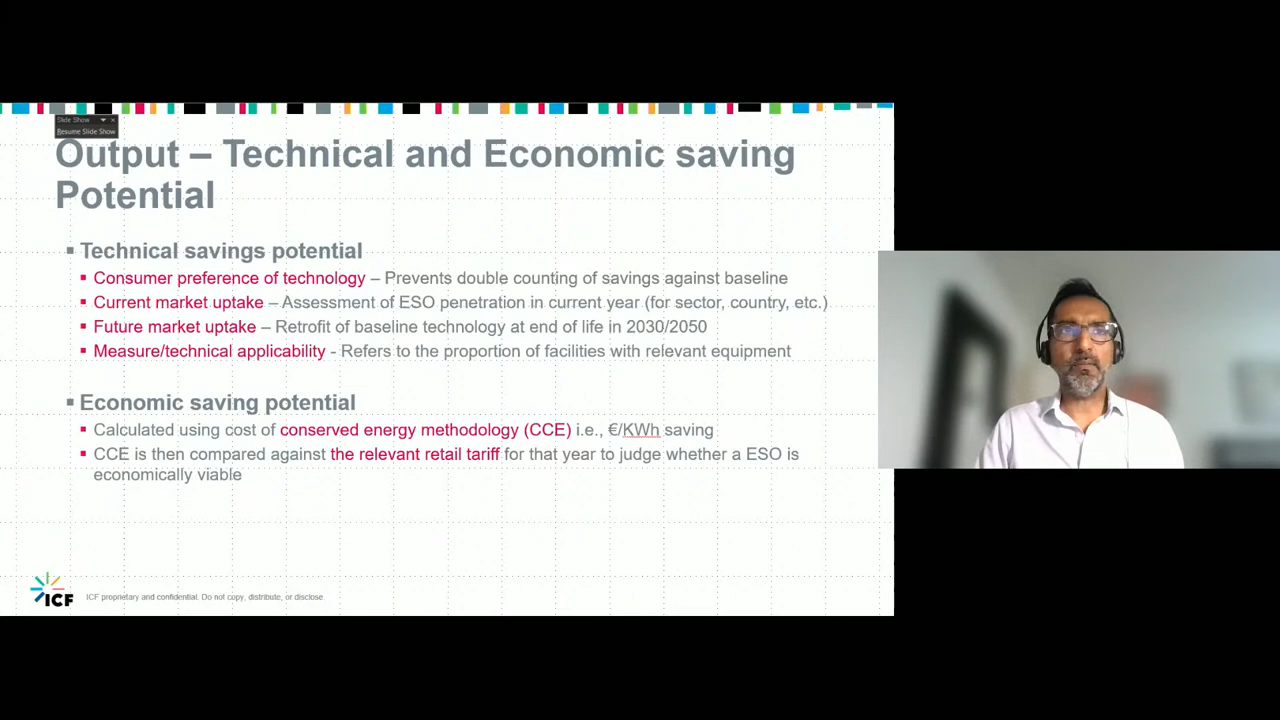 Slide Show
Resume Slide Show
Output – Technical and Economic saving
Potential
Technical savings potential
Consumer preference of technology – Prevents double counting of savings against baseline
Current market uptake – Assessment of ESO penetration in current year (for sector, country, etc.)
Future market uptake – Retrofit of baseline technology at end of life in 2030/2050
Measure/technical applicability - Refers to the proportion of facilities with relevant equipment
Economic saving potential
Calculated using cost of conserved energy methodology (CCE) i.e., €/KWh saving
CCE is then compared against the relevant retail tariff for that year to judge whether a ESO is
economically viable
ICF
ICF proprietary and confidential. Do not copy, distribute, or disclose.